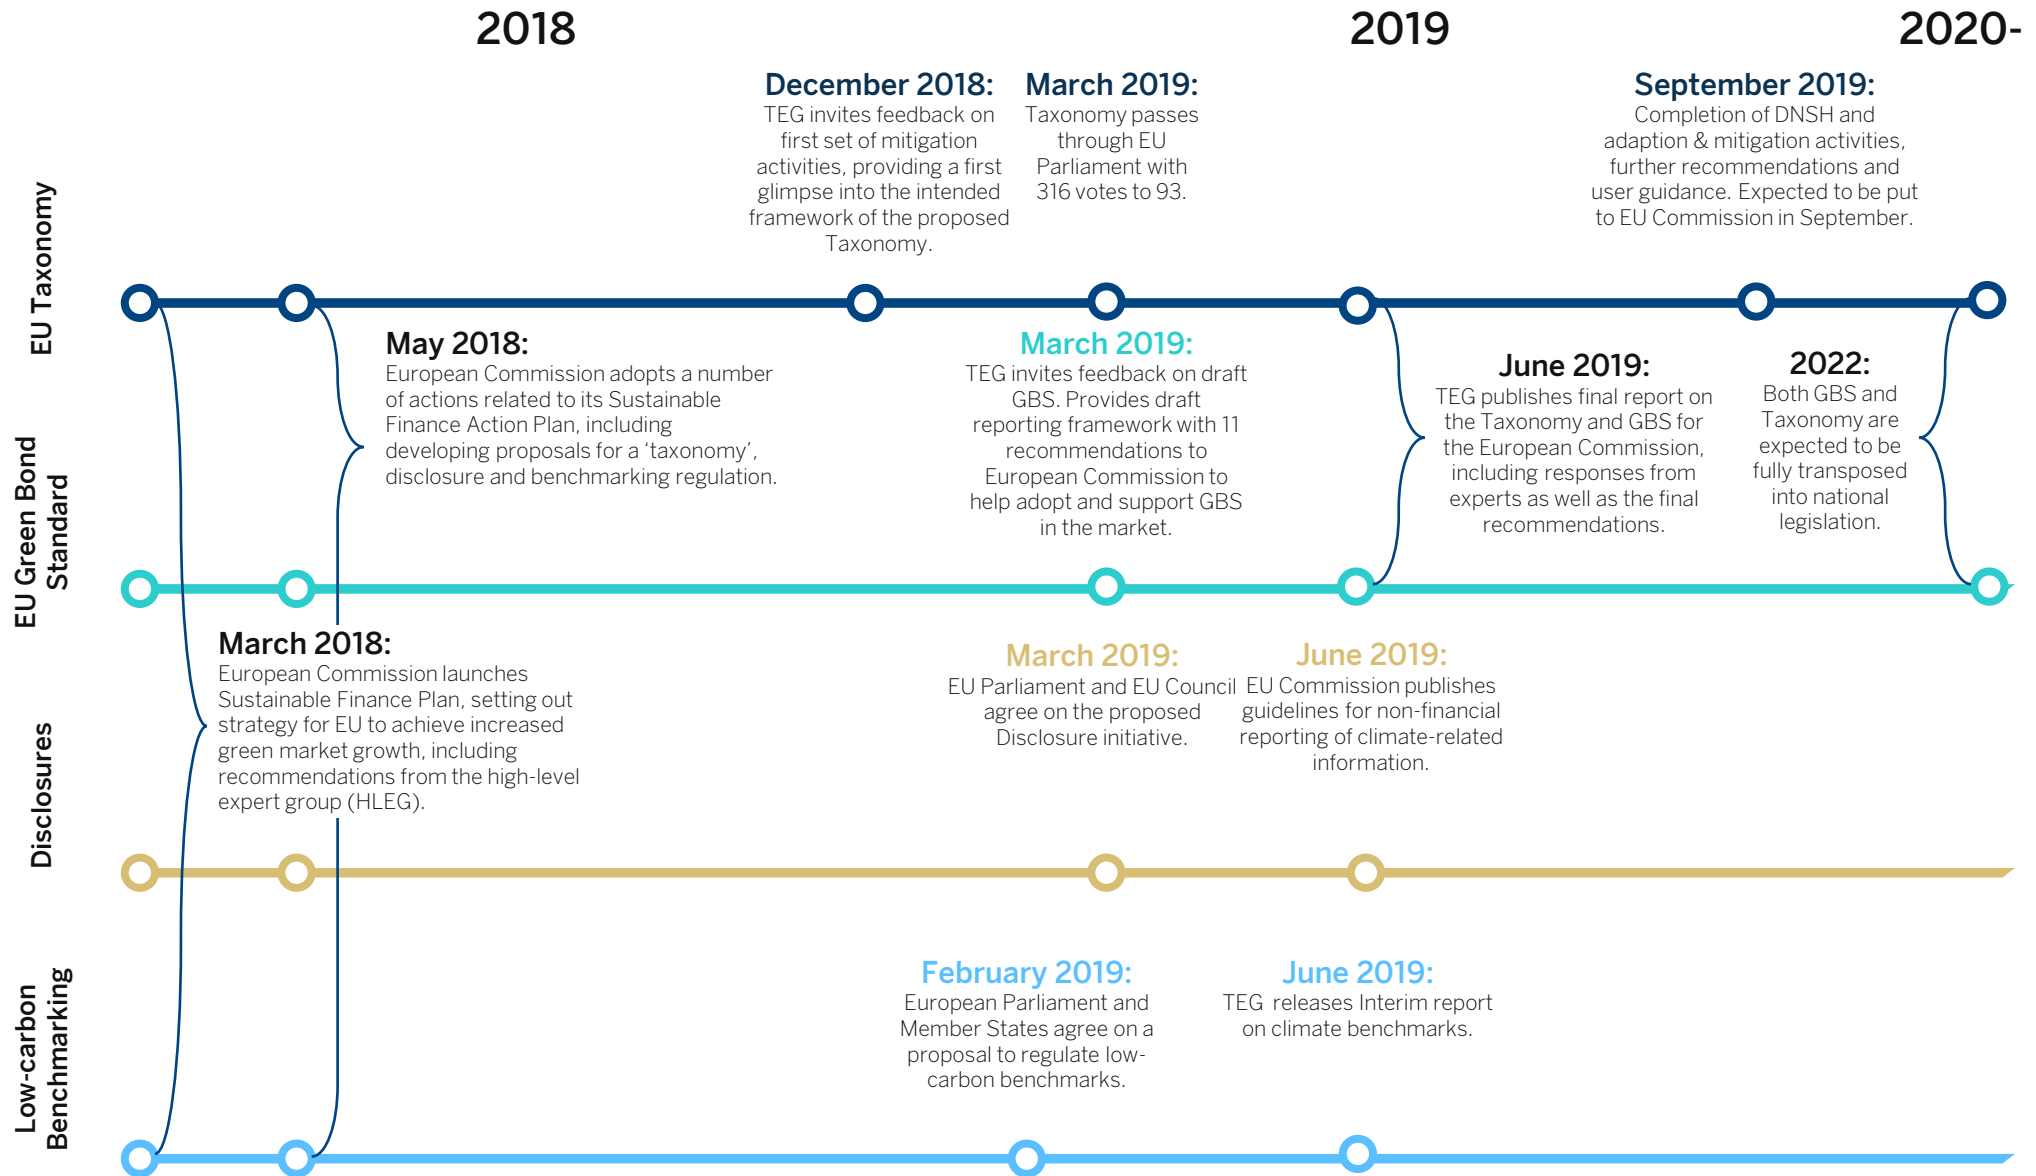 2018
2019
2020-
EU Taxonomy
December 2018:
TEG invites feedback on
first set of mitigation
activities, providing a first
glimpse into the intended
framework of the proposed
Taxonomy.
March 2019:
Taxonomy passes
through EU
Parliament with
316 votes to 93.
September 2019:
Completion of DNSH and
adaption & mitigation activities,
further recommendations and
user guidance. Expected to be put
to EU Commission in September.
May 2018:
European Commission adopts a number
of actions related to its Sustainable
Finance Action Plan, including
developing proposals for a ‘taxonomy’,
disclosure and benchmarking regulation.
EU Green Bond
Standard
March 2019:
TEG invites feedback on draft
GBS. Provides draft
reporting framework with 11
recommendations to
European Commission to
help adopt and support GBS
in the market.
June 2019:
TEG publishes final report on
the Taxonomy and GBS for
the European Commission,
including responses from
experts as well as the final
recommendations.
2022:
Both GBS and
Taxonomy are
expected to be
fully transposed
into national
legislation.
March 2018:
European Commission launches
Sustainable Finance Plan, setting out
strategy for EU to achieve increased
green market growth, including
recommendations from the high-level
expert group (HLEG).
Disclosures
March 2019:
EU Parliament and EU Council
agree on the proposed
Disclosure initiative.
June 2019:
EU Commission publishes
guidelines for non-financial
reporting of climate-related
information.
Low-carbon
Benchmarking
February 2019:
European Parliament and
Member States agree on a
proposal to regulate low-
carbon benchmarks.
June 2019:
TEG releases Interim report
on climate benchmarks.